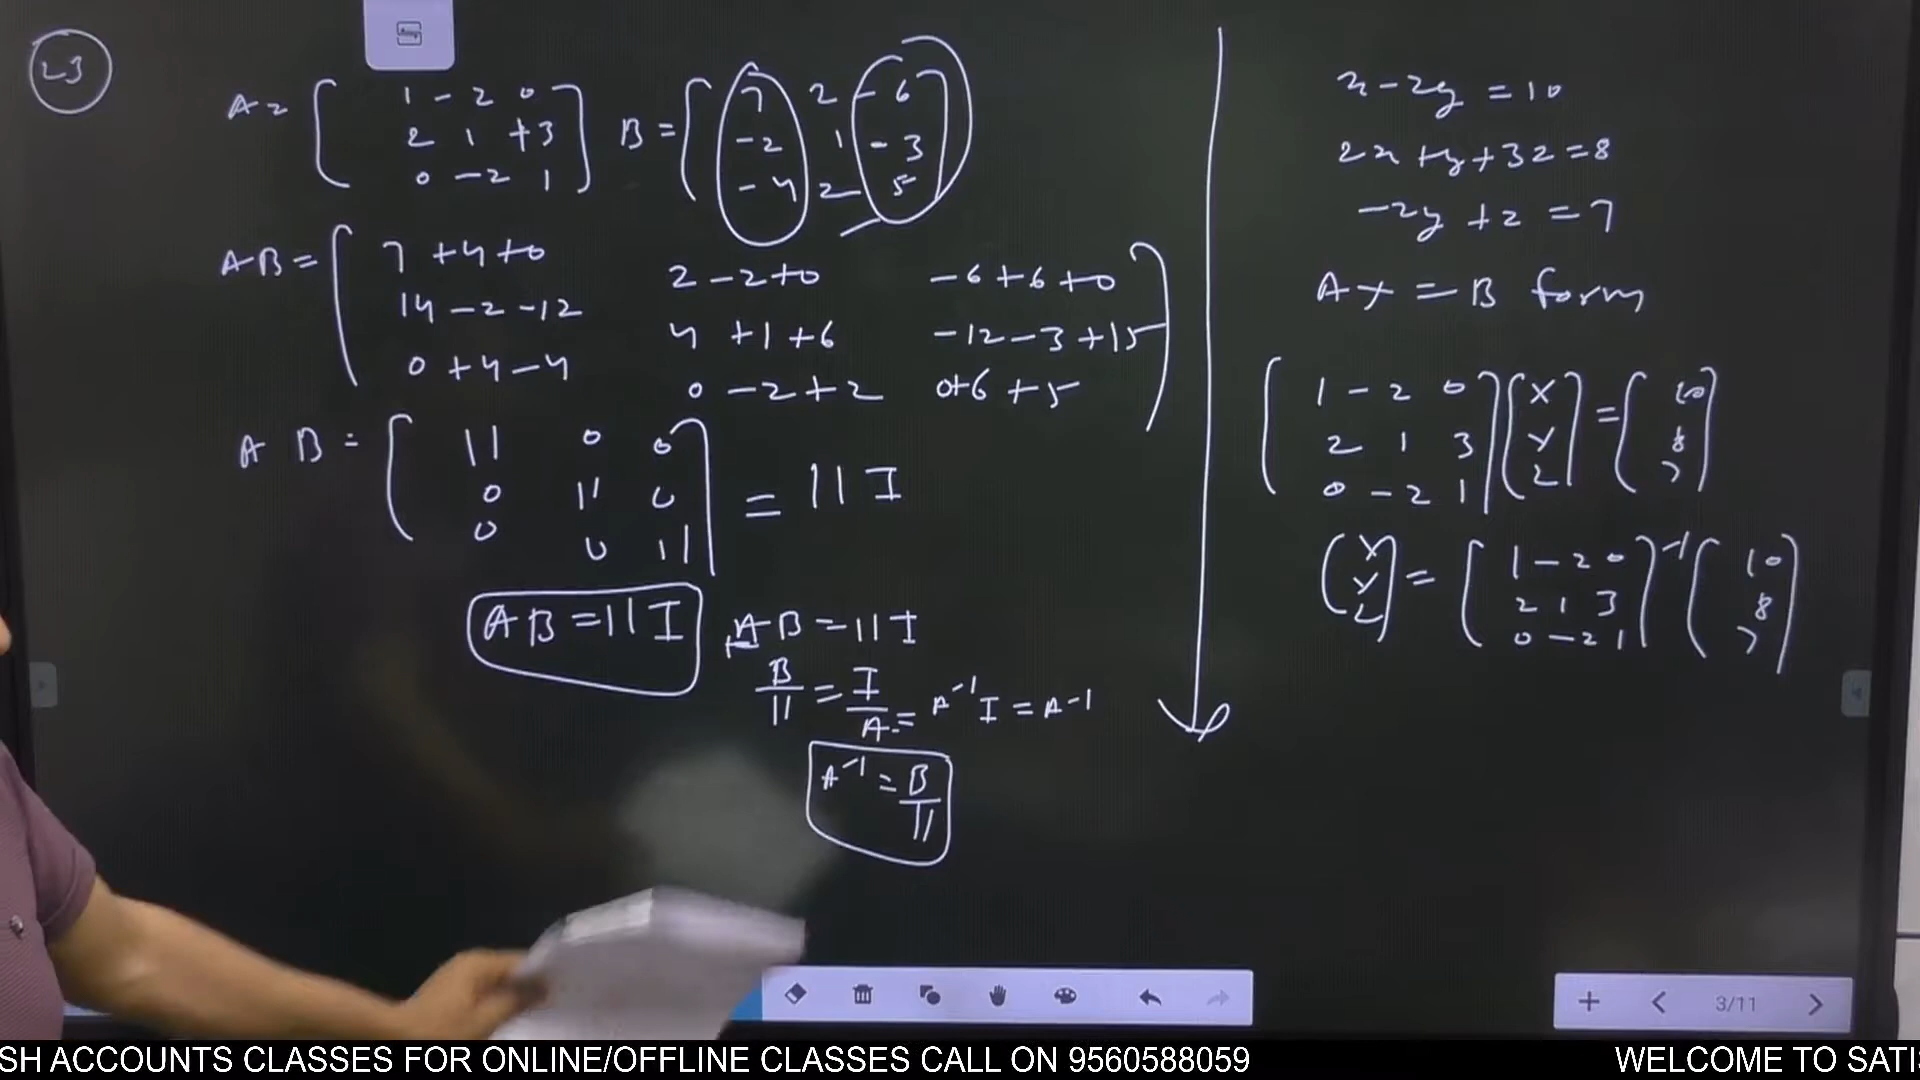 23
A = [ 1 -2 0 B = [ 7 2 -6
2 1 +3 -2 1 -3
0 -2 1 ] -4 2 5 ]
AB = [ 7 +4 +0 2 -2 +0 -6 +6 +0
14 -2 -12 4 +1 +6 -12 -3 +15
0 +4 -4 0 -2 +2 0+6 +5 ]
AB = [ 11 0 0
0 11 0
0 0 11 ] = 11 I
AB = 11 I
AB = 11 I
B/11 = I/A = A⁻¹ I = A⁻¹
A⁻¹ = B/11
x - 2y = 10
2x + y + 3z = 8
-2y + z = 7
AX = B form
[ 1 -2 0 ] [ X ] = [ 10 ]
[ 2 1 3 ] [ Y ] [ 8 ]
[ 0 -2 1 ] [ Z ] [ 7 ]
( X ) = [ 1 -2 0 ]⁻¹ [ 10 ]
( Y ) [ 2 1 3 ] [ 8 ]
( Z ) [ 0 -2 1 ] [ 7 ]
3/11
SH ACCOUNTS CLASSES FOR ONLINE/OFFLINE CLASSES CALL ON 9560588059 WELCOME TO SATIS